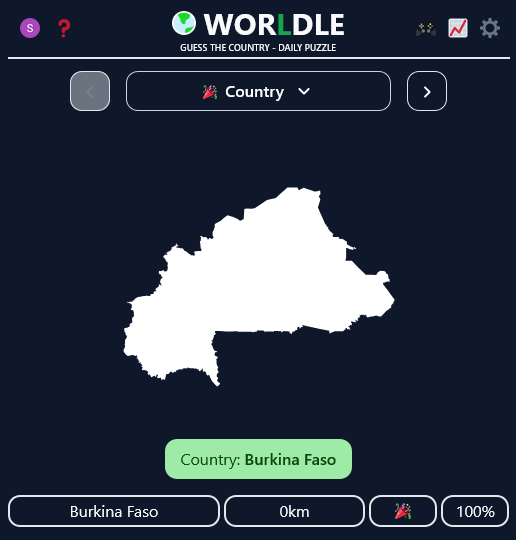 S
WORLDLE
GUESS THE COUNTRY - DAILY PUZZLE
Country
Country: Burkina Faso
Burkina Faso 0km 100%